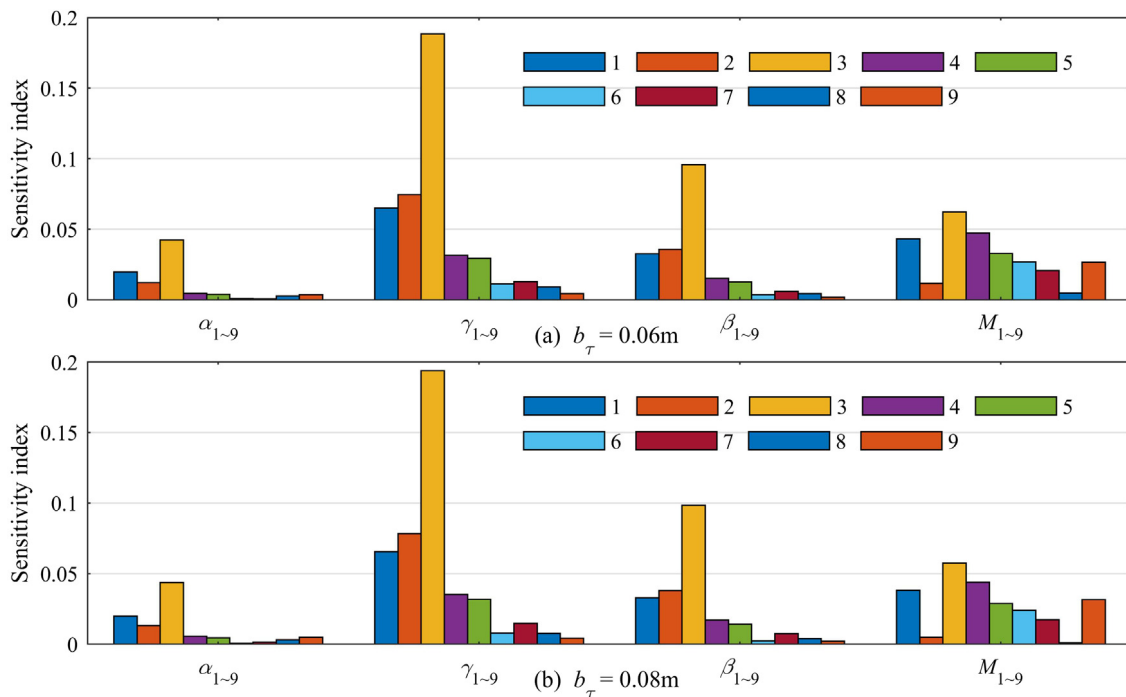 0.2
0.15
0.1
0.05
0
Sensitivity index
1 2 3 4 5
6 7 8 9
α1~9 γ1~9 β1~9 M1~9
(a) bτ = 0.06m
0.2
0.15
0.1
0.05
0
Sensitivity index
1 2 3 4 5
6 7 8 9
α1~9 γ1~9 β1~9 M1~9
(b) bτ = 0.08m